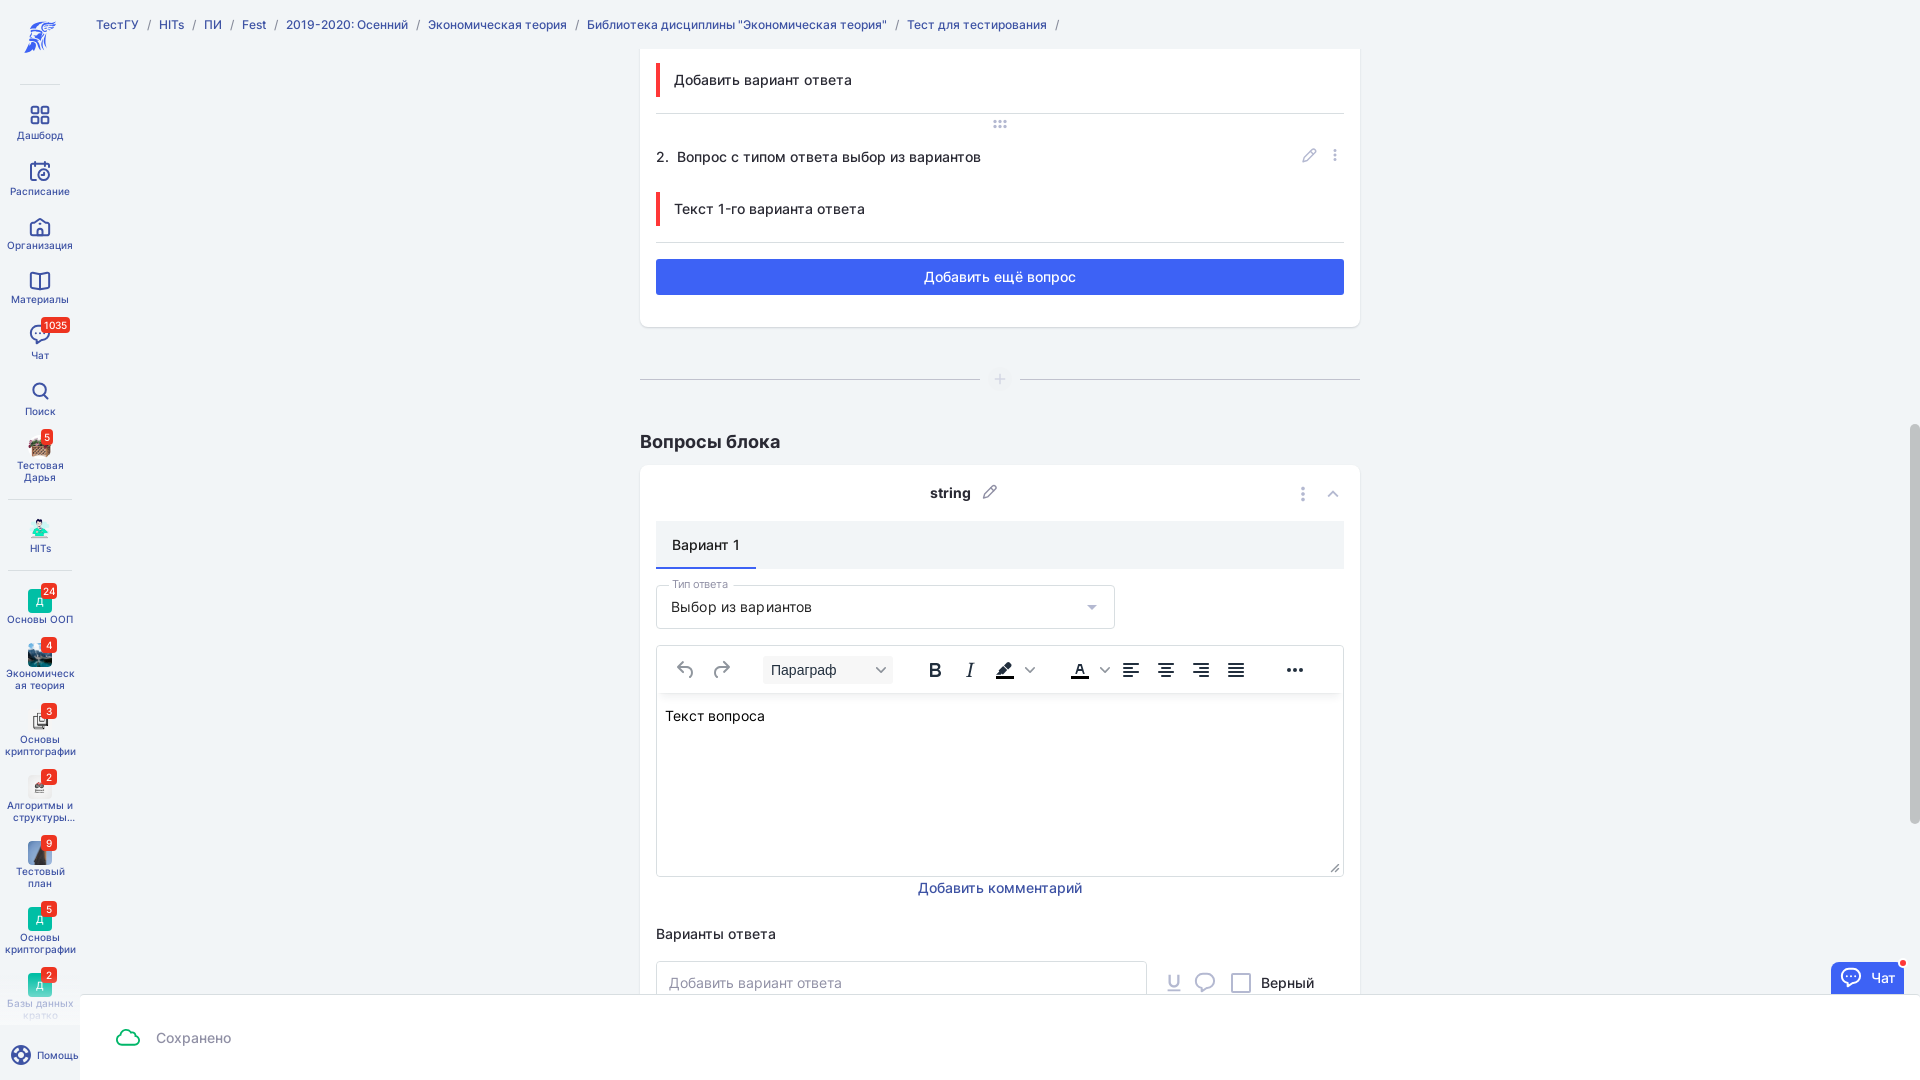 ТестГУ / HITs / ПИ / Fest / 2019-2020: Осенний / Экономическая теория / Библиотека дисциплины "Экономическая теория" / Тест для тестирования /
Дашборд
Расписание
Организация
Материалы
1035
Чат
Поиск
5
Тестовая
Дарья
HITs
24
Д
Основы ООП
4
Экономическ
ая теория
3
Основы
криптографии
2
Алгоритмы и
структуры...
9
Тестовый
план
5
Д
Основы
криптографии
2
Д
Базы данных
кратко
Помощь
Добавить вариант ответа
2. Вопрос с типом ответа выбор из вариантов
Текст 1-го варианта ответа
Добавить ещё вопрос
Вопросы блока
string
Вариант 1
Тип ответа
Выбор из вариантов
Параграф
Текст вопроса
Добавить комментарий
Варианты ответа
Добавить вариант ответа
Верный
Чат
Сохранено